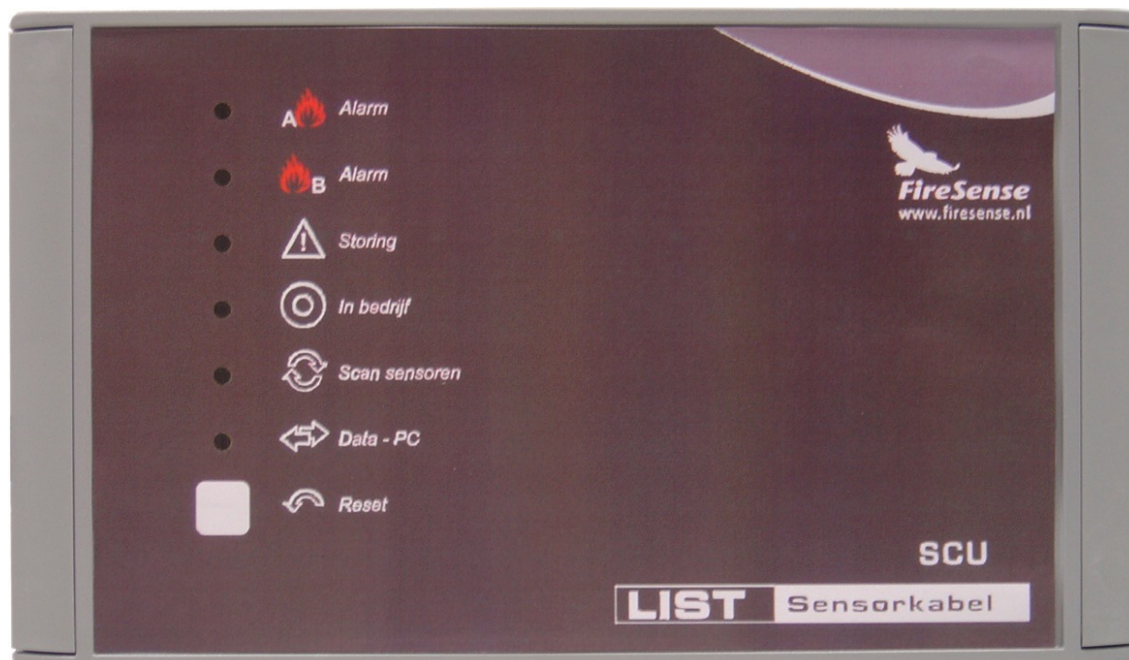 A Alarm
B Alarm
Storing
In bedrijf
Scan sensoren
Data - PC
Reset
FireSense
www.firesense.nl
SCU
LIST Sensorkabel